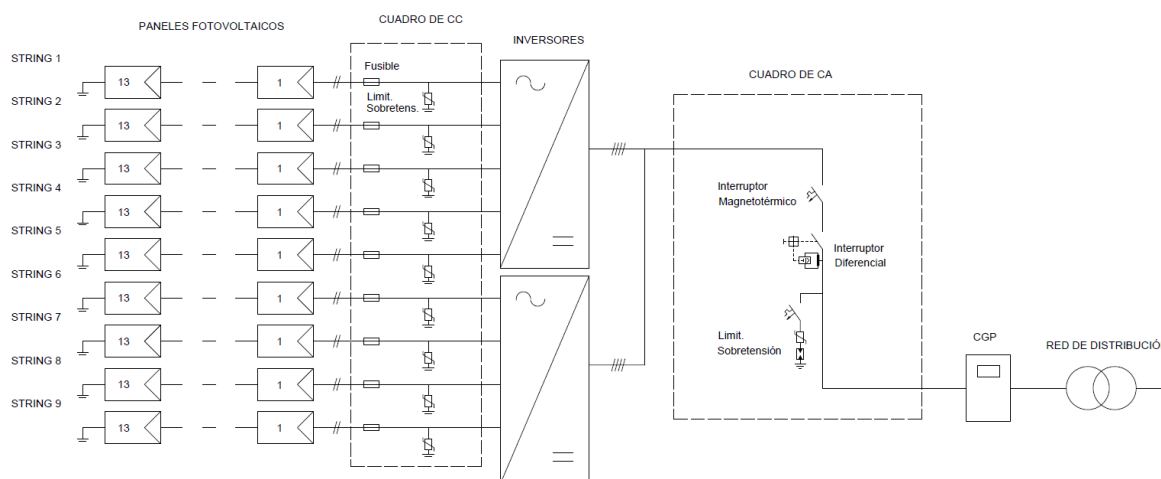 PANELES FOTOVOLTAICOS
CUADRO DE CC
INVERSORES
CUADRO DE CA
STRING 1
13
1
Fusible
STRING 2
Limit.
Sobretens.
13
1
STRING 3
13
1
STRING 4
13
1
STRING 5
13
1
STRING 6
13
1
STRING 7
13
1
STRING 8
13
1
STRING 9
13
1
Interruptor
Magnetotérmico
Interruptor
Diferencial
Limit.
Sobretensión
CGP
RED DE DISTRIBUCIÓ